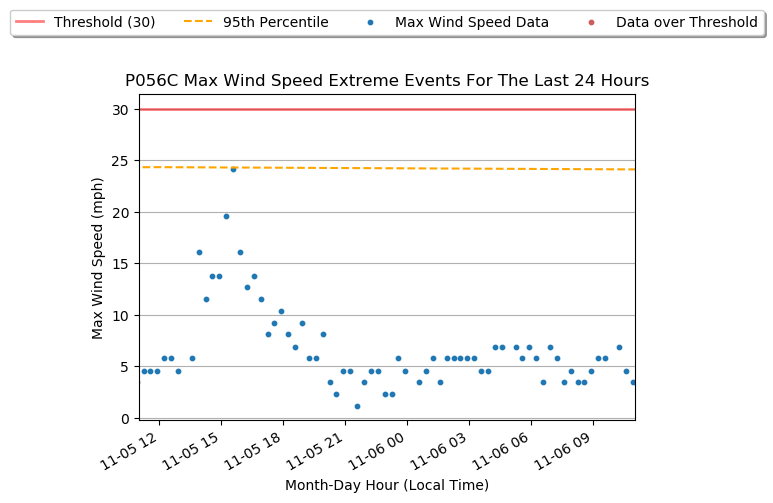 Threshold (30) 95th Percentile Max Wind Speed Data Data over Threshold
P056C Max Wind Speed Extreme Events For The Last 24 Hours
30
25
20
15
10
5
0
Max Wind Speed (mph)
11-05 12 11-05 15 11-05 18 11-05 21 11-06 00 11-06 03 11-06 06 11-06 09
Month-Day Hour (Local Time)